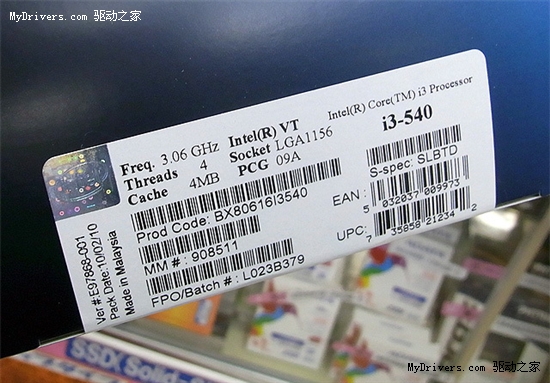 MyDrivers.com 驱动之家
Intel(R) Core(TM) i3 Processor
i3-540
Freq. 3.06 GHz Intel(R) VT
Threads 4 Socket LGA1156
Cache 4MB PCG 09A
S-spec: SLBTD
Prod Code: BX80616I3540
EAN:
5 032037 009973
MM#: 908511
UPC:
7 35858 21234 2
FPO/Batch#: L023B379
Ver#:E97868-001
Pack Date:10/02/10
Made in Malaysia
SSD( Solid
MyDrivers.com 驱动之家